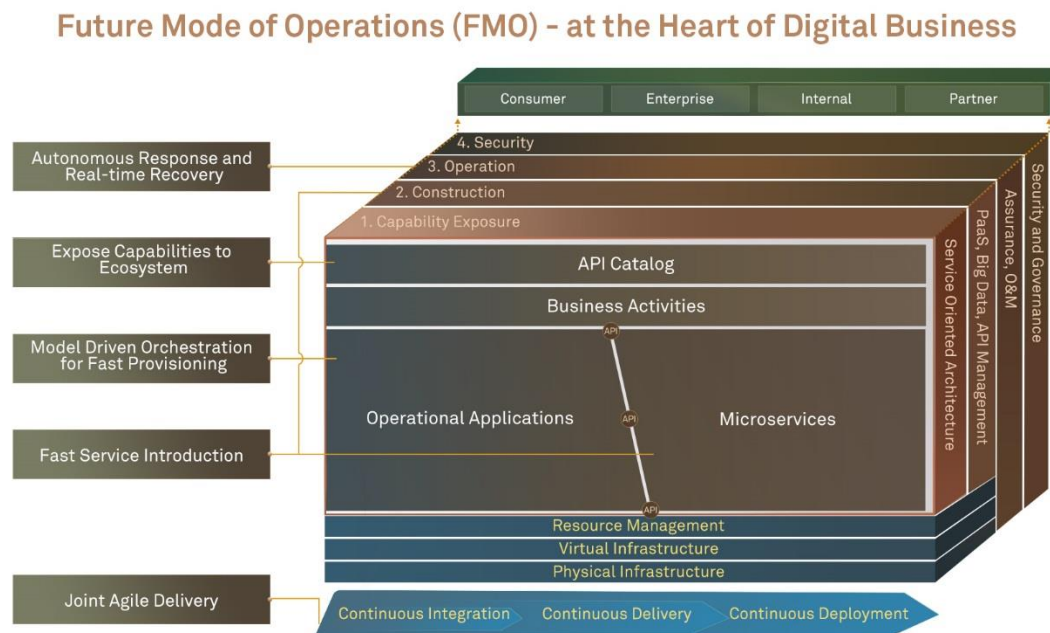 Future Mode of Operations (FMO) - at the Heart of Digital Business
Consumer
Enterprise
Internal
Partner
4. Security
3. Operation
2. Construction
1. Capability Exposure
Autonomous Response and
Real-time Recovery
Expose Capabilities to
Ecosystem
Model Driven Orchestration
for Fast Provisioning
Fast Service Introduction
Joint Agile Delivery
API Catalog
Business Activities
API
Operational Applications
API
Microservices
API
Resource Management
Virtual Infrastructure
Physical Infrastructure
Service Oriented Architecture
PaaS, Big Data, API Management
Assurance, O&M
Security and Governance
Continuous Integration
Continuous Delivery
Continuous Deployment